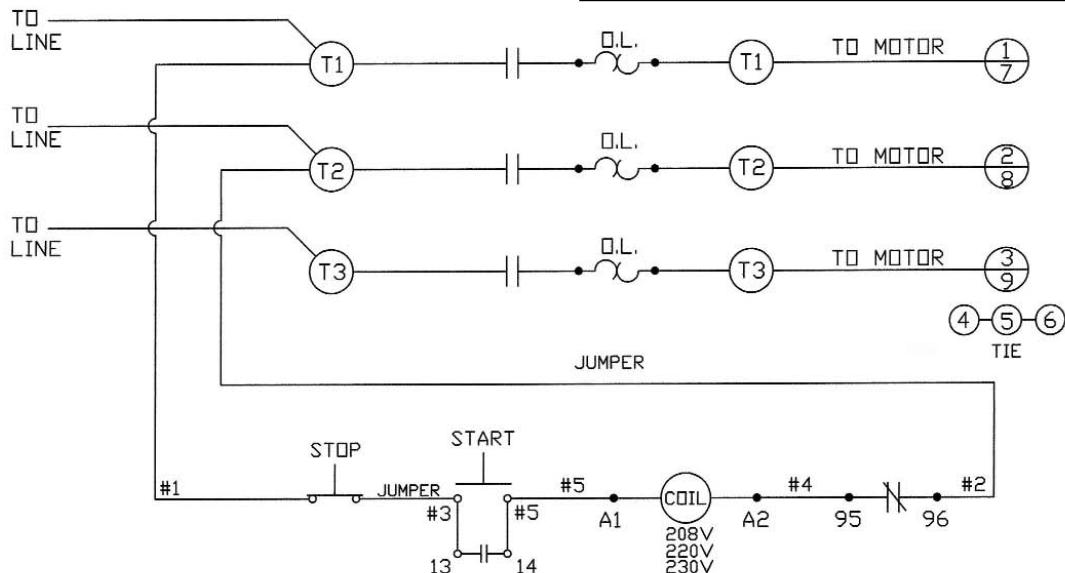 TO
LINE
T1
O.L.
T1
TO MOTOR
1
7
TO
LINE
T2
O.L.
T2
TO MOTOR
2
8
TO
LINE
T3
O.L.
T3
TO MOTOR
3
9
4 5 6
TIE
JUMPER
STOP
START
#1
JUMPER
#3
#5
#5
A1
COIL
208V
220V
230V
A2
#4
95
96
#2
13
14